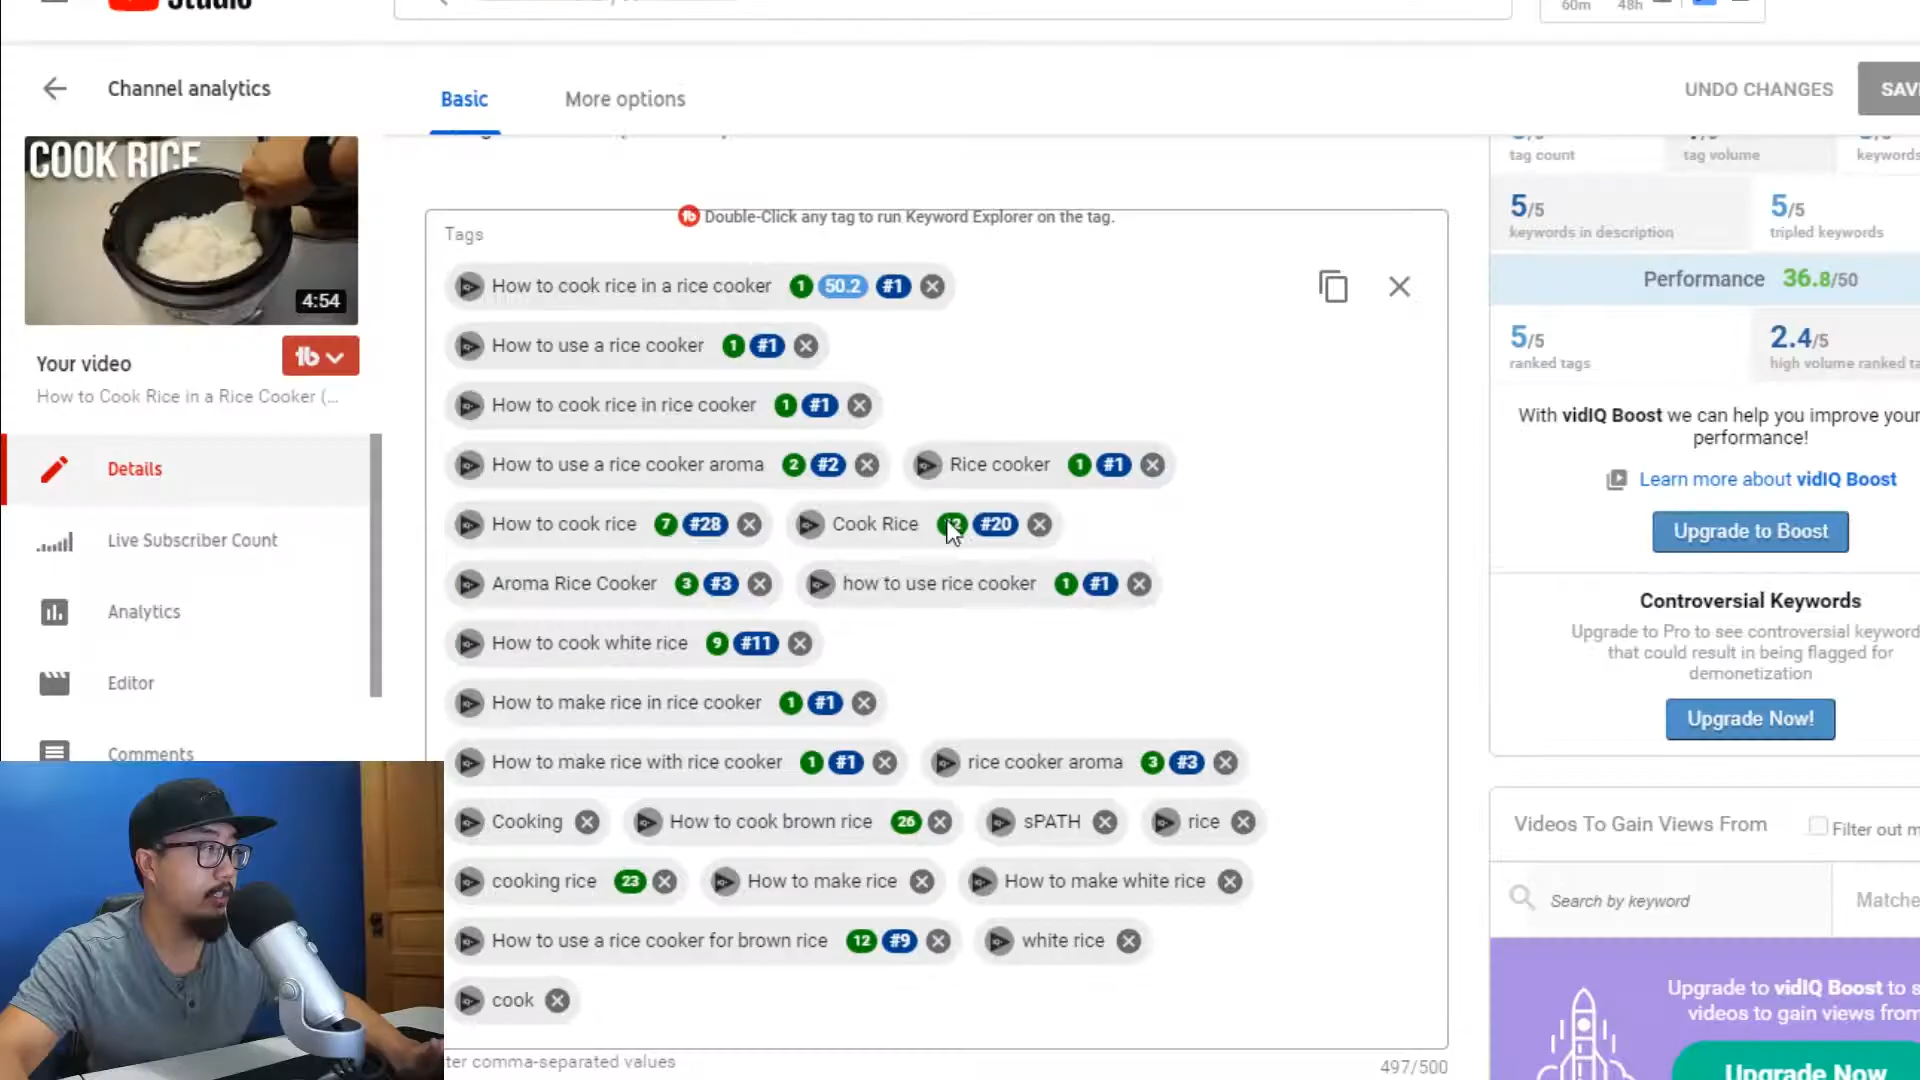 Studio
60m 48h
Channel analytics
Basic
More options
UNDO CHANGES
SAV
COOK RICE
4:54
Your video
How to Cook Rice in a Rice Cooker (...
Details
Live Subscriber Count
Analytics
Editor
Comments
Double-Click any tag to run Keyword Explorer on the tag.
Tags
How to cook rice in a rice cooker 1 50.2 #1
How to use a rice cooker 1 #1
How to cook rice in rice cooker 1 #1
How to use a rice cooker aroma 2 #2 Rice cooker 1 #1
How to cook rice 7 #28 Cook Rice #20
Aroma Rice Cooker 3 #3 how to use rice cooker 1 #1
How to cook white rice 9 #11
How to make rice in rice cooker 1 #1
How to make rice with rice cooker 1 #1 rice cooker aroma 3 #3
Cooking How to cook brown rice 26 sPATH rice
cooking rice 23 How to make rice How to make white rice
How to use a rice cooker for brown rice 12 #9 white rice
cook
ter comma-separated values
497/500
tag count tag volume keywords
5/5 5/5
keywords in description tripled keywords
Performance 36.8/50
5/5 2.4/5
ranked tags high volume ranked ta
With vidIQ Boost we can help you improve your
performance!
Learn more about vidIQ Boost
Upgrade to Boost
Controversial Keywords
Upgrade to Pro to see controversial keyword
that could result in being flagged for
demonetization
Upgrade Now!
Videos To Gain Views From
Filter out m
Search by keyword
Matche
Upgrade to vidIQ Boost to s
videos to gain views from
Upgrade Now